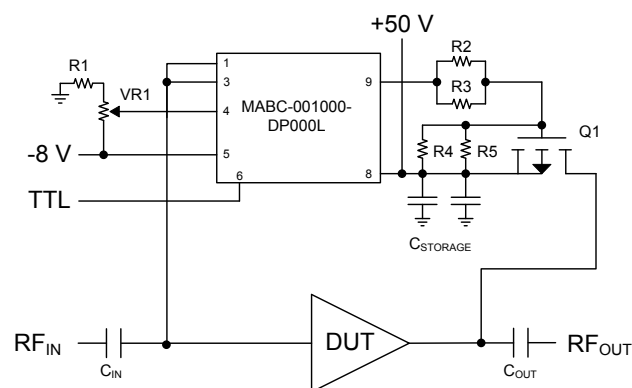 +50 V
R2
R1
1
3
9
R3
VR1
MABC-001000-
DP000L
4
Q1
-8 V
5
R4
R5
6
8
TTL
CSTORAGE
RFIN
CIN
DUT
COUT
RFOUT